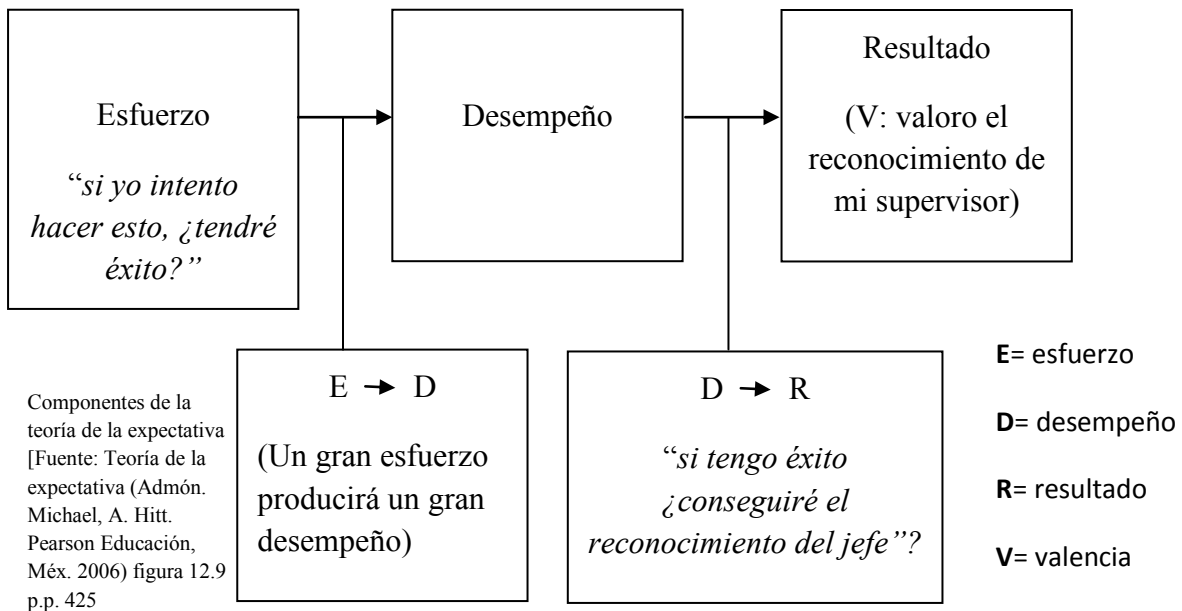 Esfuerzo
“si yo intento
hacer esto, ¿tendré
éxito?”
Desempeño
Resultado
(V: valoro el
reconocimiento de
mi supervisor)
E → D
(Un gran esfuerzo
producirá un gran
desempeño)
D → R
“si tengo éxito
¿conseguiré el
reconocimiento del jefe”?
E= esfuerzo
D= desempeño
R= resultado
V= valencia
Componentes de la
teoría de la expectativa
[Fuente: Teoría de la
expectativa (Admón.
Michael, A. Hitt.
Pearson Educación,
Méx. 2006) figura 12.9
p.p. 425